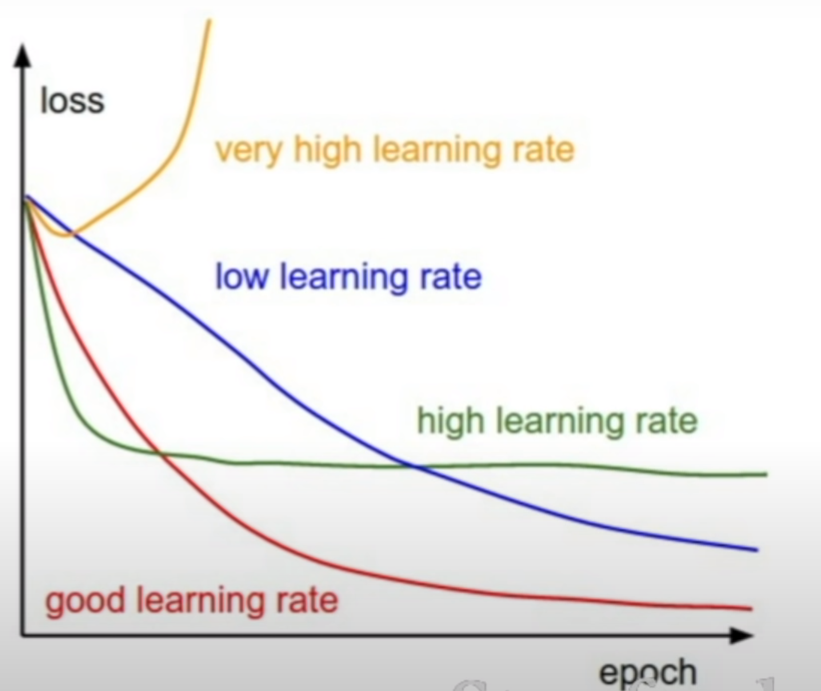 loss
very high learning rate
low learning rate
high learning rate
good learning rate
epoch